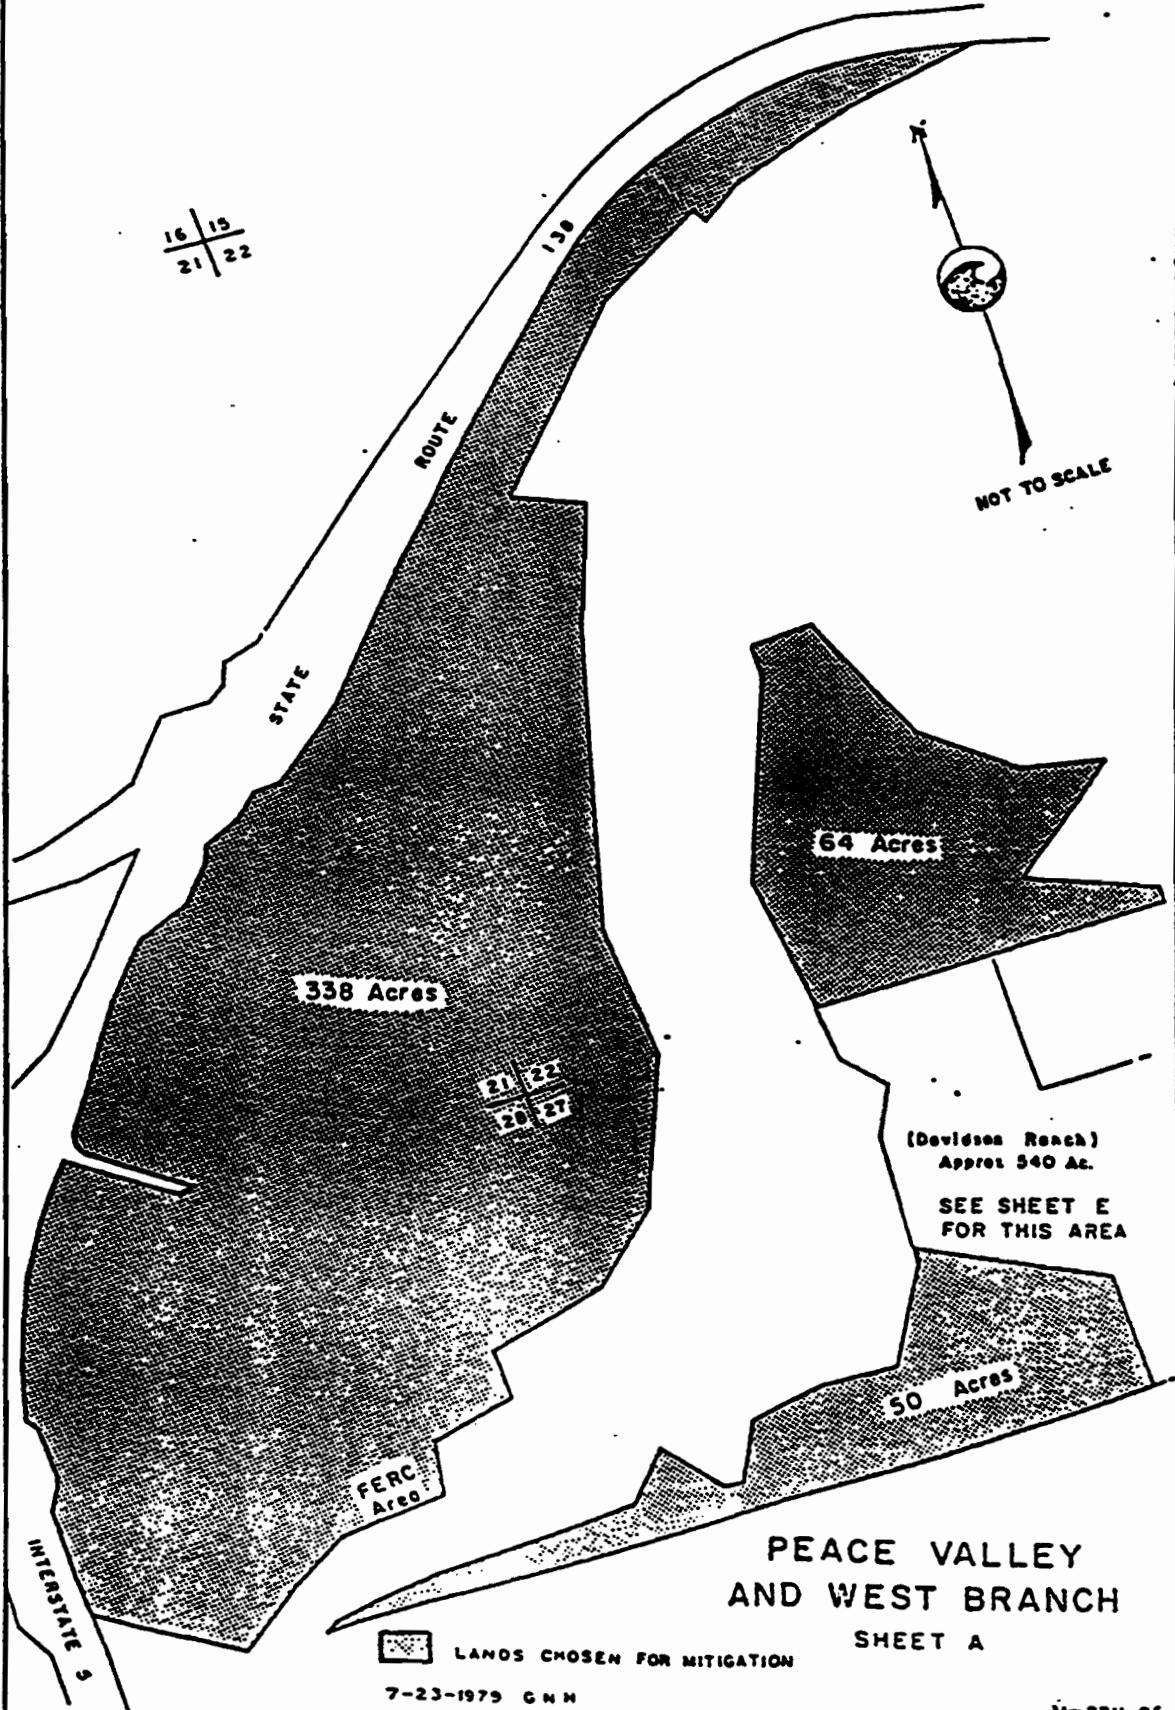 N
16 15
21 22
138
ROUTE
STATE
NOT TO SCALE
64 Acres
338 Acres
21 22
28 27
(Davidson Ranch)
Approx 540 Ac.
SEE SHEET E
FOR THIS AREA
50 Acres
FERC
Area
INTERSTATE 5
PEACE VALLEY
AND WEST BRANCH
SHEET A
LANDS CHOSEN FOR MITIGATION
7-23-1979 GNH